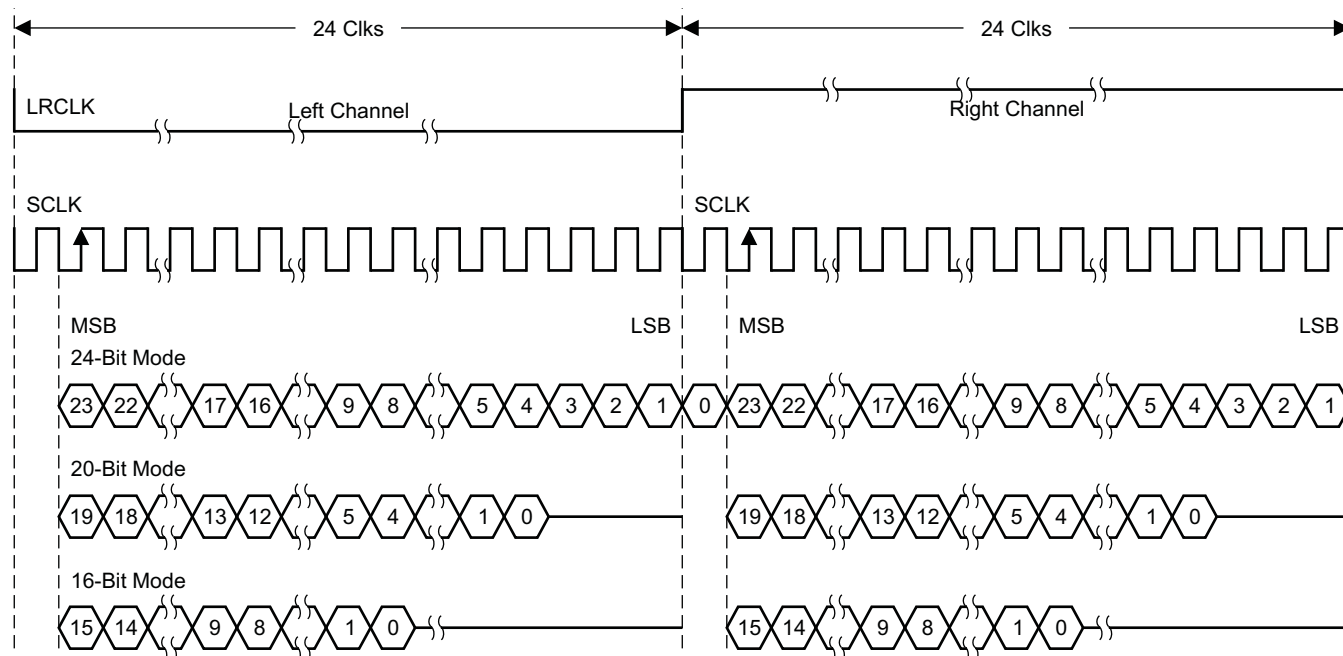 24 Clks 24 Clks
LRCLK Left Channel Right Channel
SCLK SCLK
MSB LSB MSB LSB
24-Bit Mode
23 22 17 16 9 8 5 4 3 2 1 0 23 22 17 16 9 8 5 4 3 2 1
20-Bit Mode
19 18 13 12 5 4 1 0 19 18 13 12 5 4 1 0
16-Bit Mode
15 14 9 8 1 0 15 14 9 8 1 0